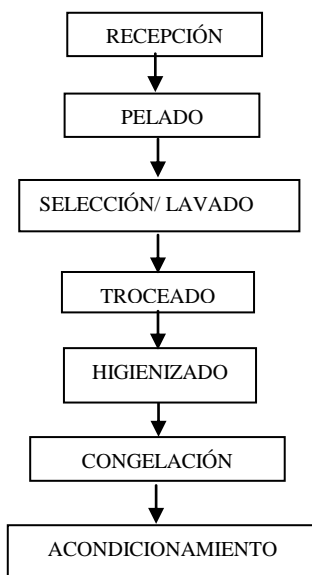 RECEPCIÓN
PELADO
SELECCIÓN/ LAVADO
TROCEADO
HIGIENIZADO
CONGELACIÓN
ACONDICIONAMIENTO